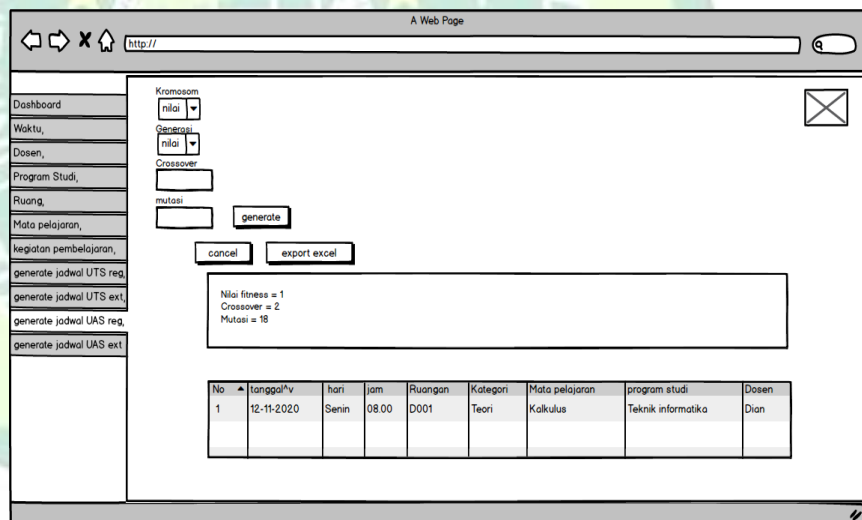 A Web Page
http://
Dashboard
Waktu,
Dosen,
Program Studi,
Ruang,
Mata pelajaran,
kegiatan pembelajaran,
generate jadwal UTS reg,
generate jadwal UTS ext,
generate jadwal UAS reg,
generate jadwal UAS ext
Kromosom
nilai
Generasi
nilai
Crossover
mutasi
generate
cancel export excel
Nilai fitness = 1
Crossover = 2
Mutasi = 18
No tanggal^v hari jam Ruangan Kategori Mata pelajaran program studi Dosen
1 12-11-2020 Senin 08.00 D001 Teori Kalkulus Teknik informatika Dian